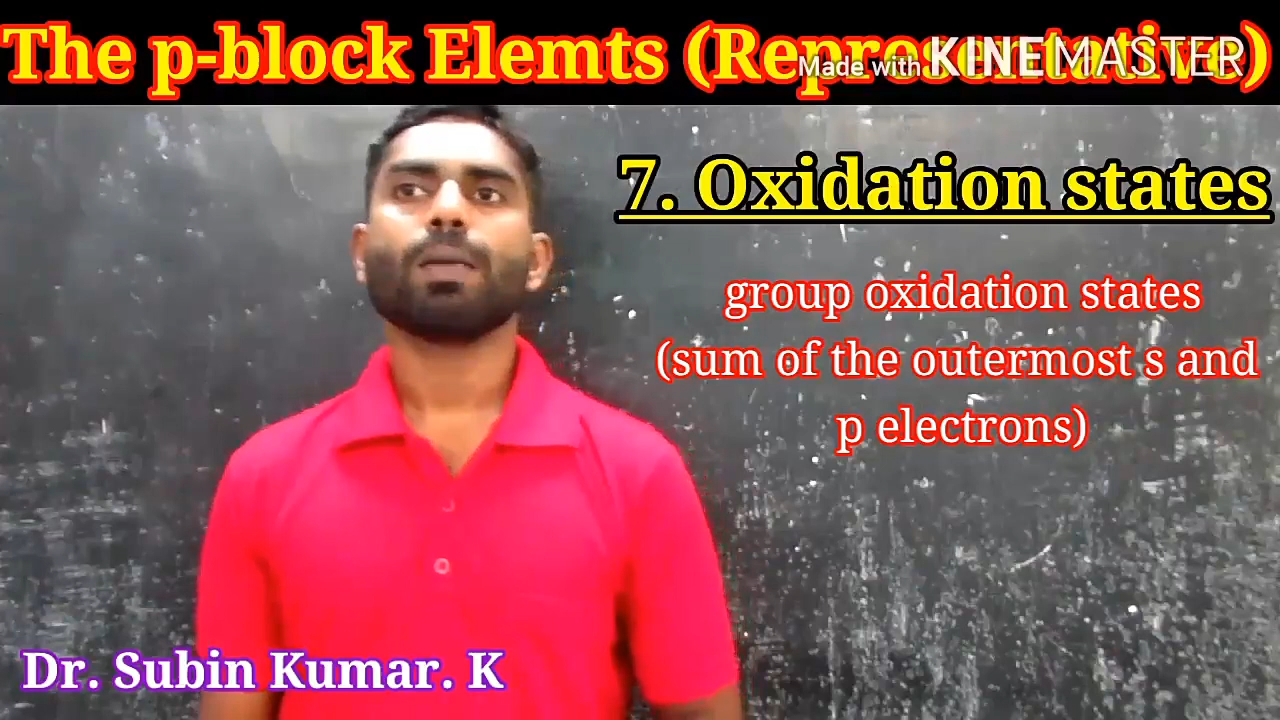 The p-block Elemts (Representative)
Made with KINEMASTER
7. Oxidation states
group oxidation states
(sum of the outermost s and
p electrons)
Dr. Subin Kumar. K